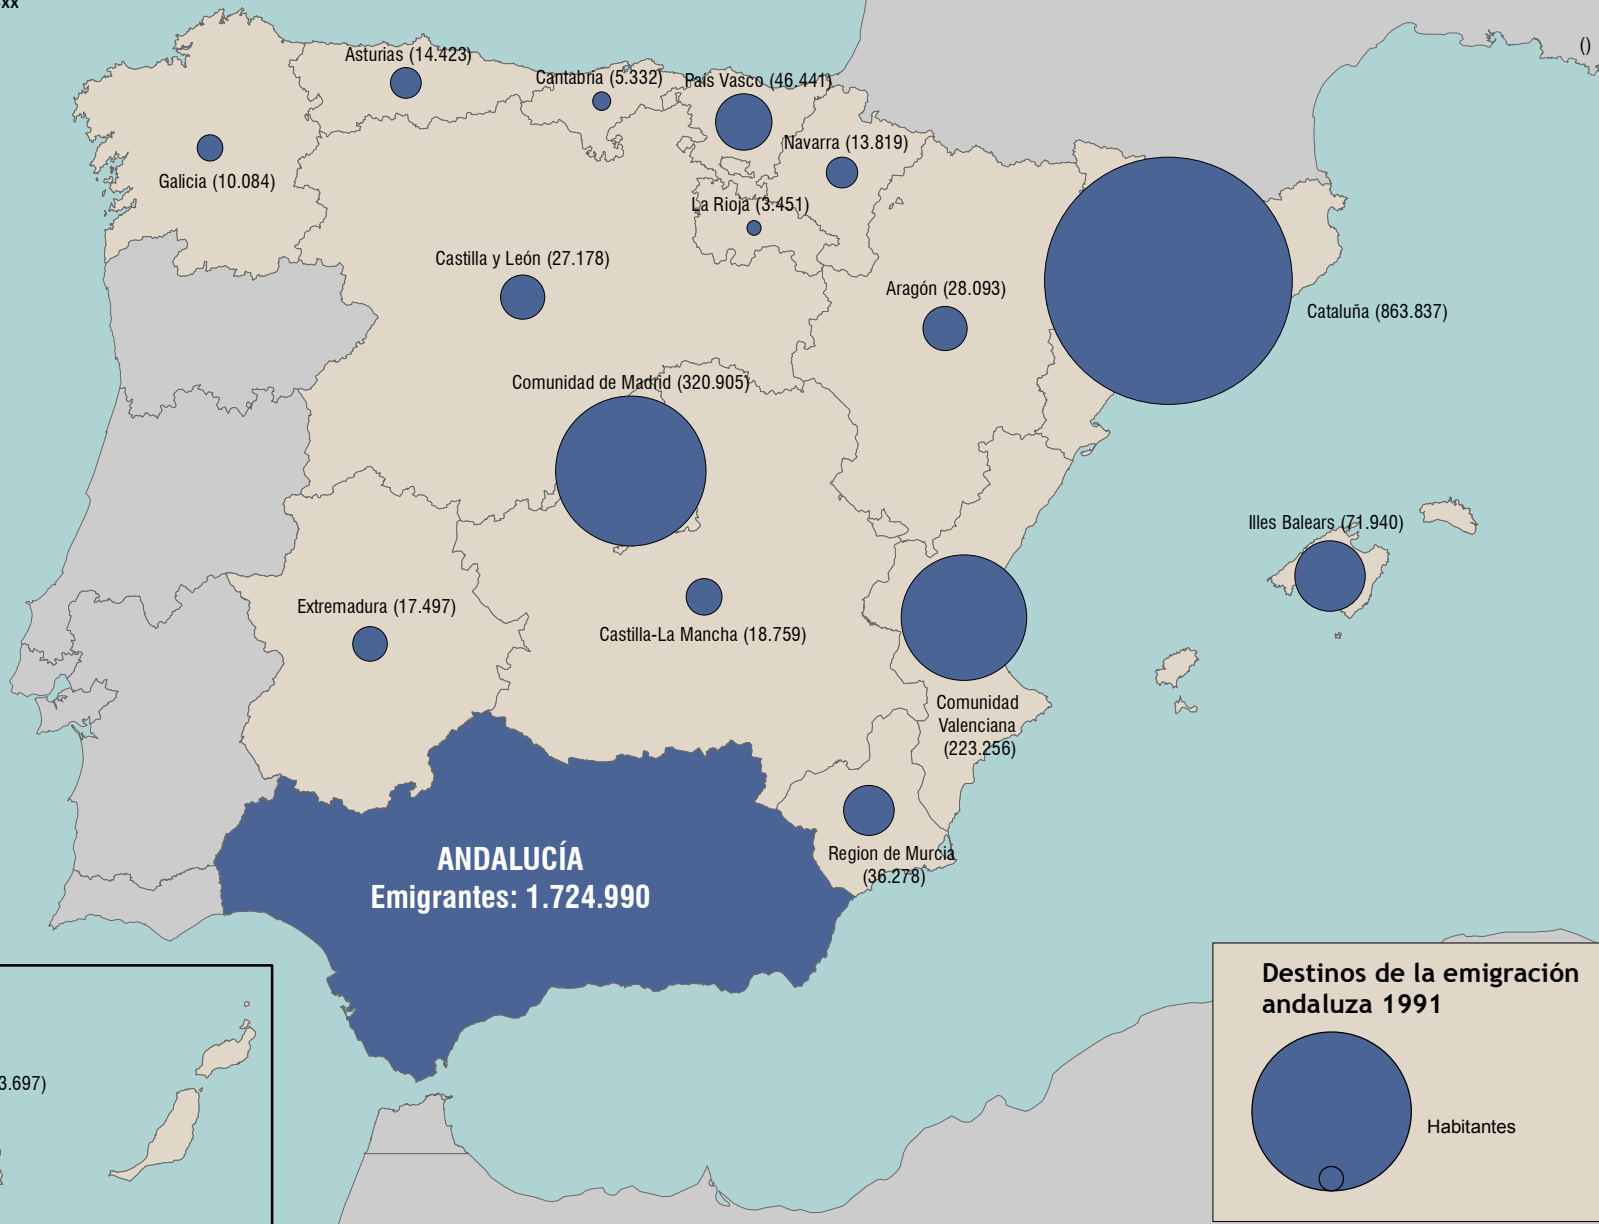 xx
()
Asturias (14.423)
Cantabria (5.332)
País Vasco (46.441)
Navarra (13.819)
Galicia (10.084)
La Rioja (3.451)
Castilla y León (27.178)
Aragón (28.093)
Cataluña (863.837)
Comunidad de Madrid (320.905)
Illes Balears (71.940)
Extremadura (17.497)
Castilla-La Mancha (18.759)
Comunidad
Valenciana
(223.256)
Region de Murcia
(36.278)
ANDALUCÍA
Emigrantes: 1.724.990
3.697)
Destinos de la emigración
andaluza 1991
Habitantes